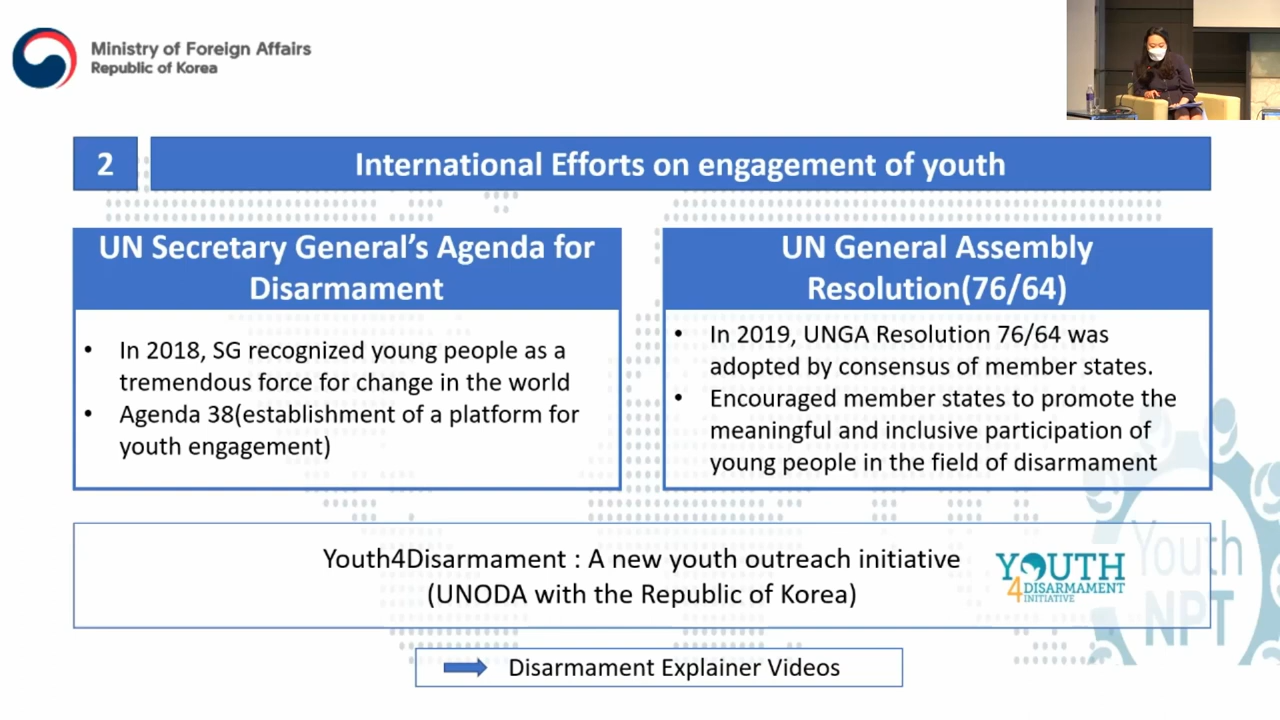 Ministry of Foreign Affairs
Republic of Korea
2
International Efforts on engagement of youth
UN Secretary General's Agenda for
Disarmament
• In 2018, SG recognized young people as a
tremendous force for change in the world
• Agenda 38(establishment of a platform for
youth engagement)
UN General Assembly
Resolution(76/64)
• In 2019, UNGA Resolution 76/64 was
adopted by consensus of member states.
• Encouraged member states to promote the
meaningful and inclusive participation of
young people in the field of disarmament
Youth4Disarmament : A new youth outreach initiative
(UNODA with the Republic of Korea)
YOUTH
4 DISARMAMENT
INITIATIVE
Youth
NPT
Disarmament Explainer Videos